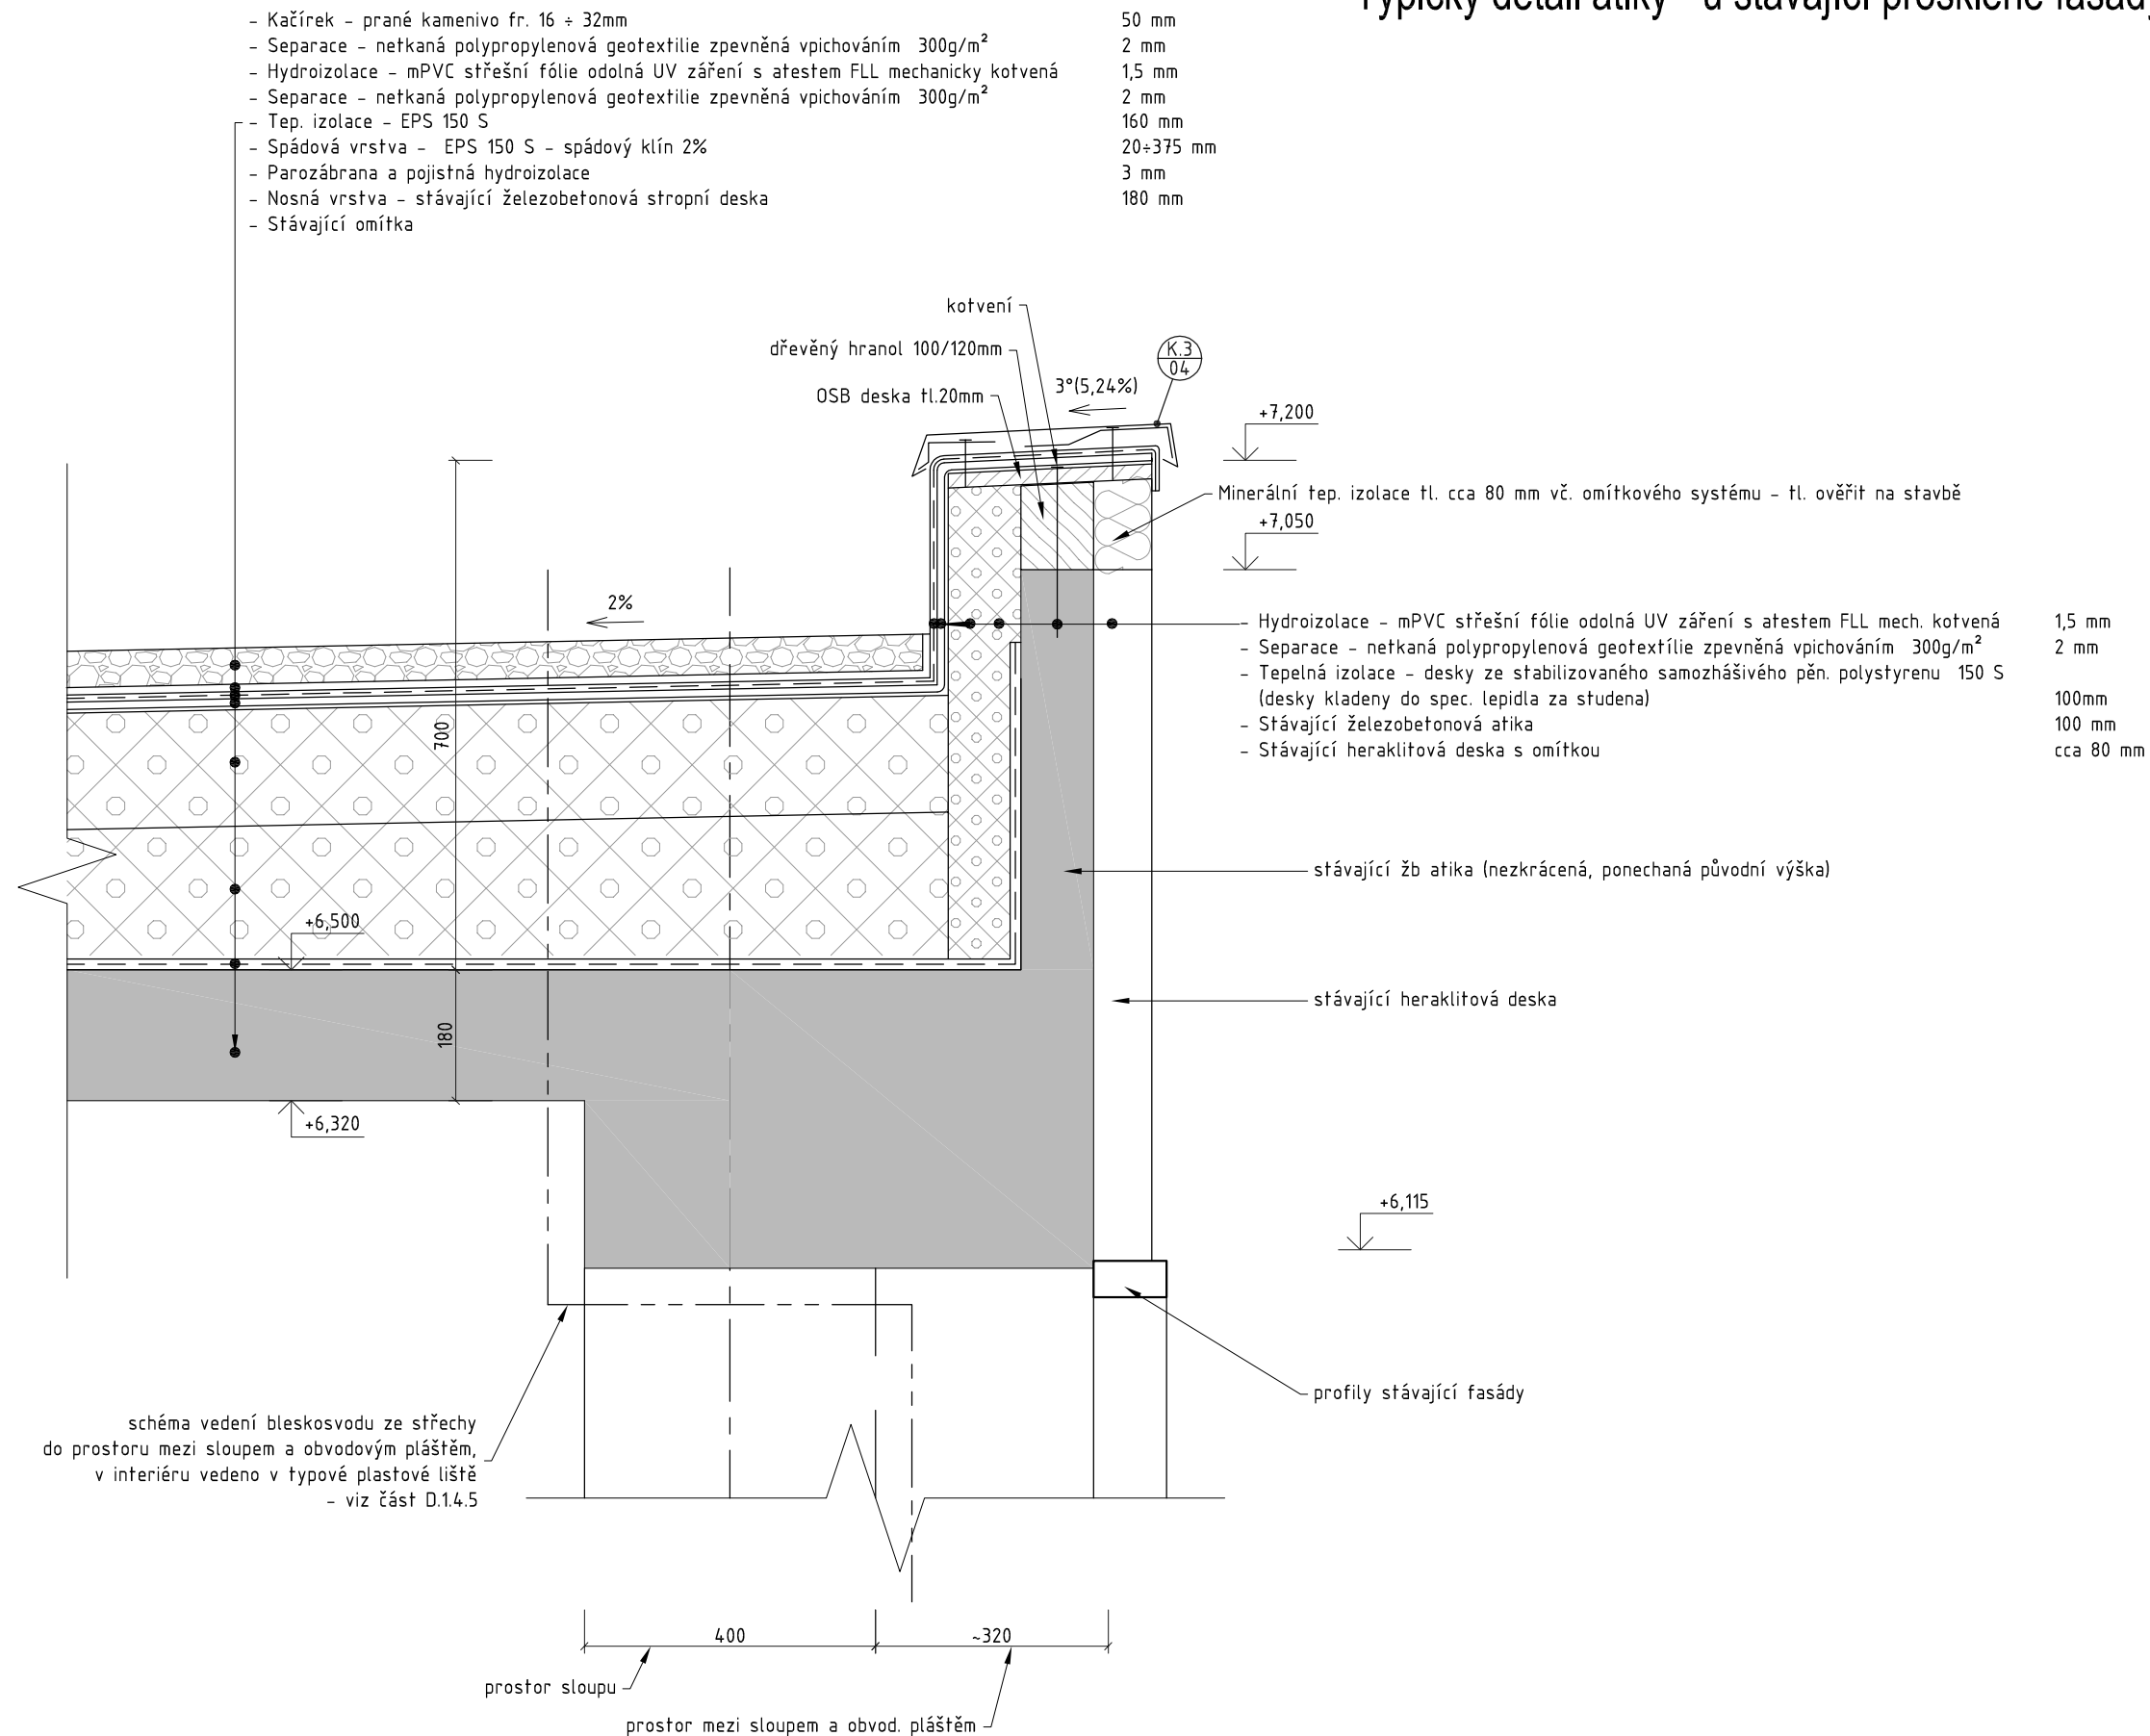 Typický detail atiky - u stávající prosklené fasády
- Kačírek - prané kamenivo fr. 16 ÷ 32mm 50 mm
- Separace - netkaná polypropylenová geotextilie zpevněná vpichováním 300g/m² 2 mm
- Hydroizolace - mPVC střešní fólie odolná UV záření s atestem FLL mechanicky kotvená 1,5 mm
- Separace - netkaná polypropylenová geotextilie zpevněná vpichováním 300g/m² 2 mm
- Tep. izolace - EPS 150 S 160 mm
- Spádová vrstva - EPS 150 S - spádový klín 2% 20÷375 mm
- Parozábrana a pojistná hydroizolace 3 mm
- Nosná vrstva - stávající železobetonová stropní deska 180 mm
- Stávající omítka
kotvení
dřevěný hranol 100/120mm
K.3
04
OSB deska tl.20mm
3°(5,24%)
+7,200
Minerální tep. izolace tl. cca 80 mm vč. omítkového systému - tl. ověřit na stavbě
+7,050
2%
- Hydroizolace - mPVC střešní fólie odolná UV záření s atestem FLL mech. kotvená 1,5 mm
- Separace - netkaná polypropylenová geotextílie zpevněná vpichováním 300g/m² 2 mm
- Tepelná izolace - desky ze stabilizovaného samozhášivého pěn. polystyrenu 150 S
(desky kladeny do spec. lepidla za studena) 100mm
- Stávající železobetonová atika 100 mm
- Stávající heraklitová deska s omítkou cca 80 mm
700
stávající žb atika (nezkrácená, ponechaná původní výška)
+6,500
stávající heraklitová deska
180
+6,320
+6,115
profily stávající fasády
schéma vedení bleskosvodu ze střechy
do prostoru mezi sloupem a obvodovým pláštěm,
v interiéru vedeno v typové plastové liště
- viz část D.1.4.5
400
~320
prostor sloupu
prostor mezi sloupem a obvod. pláštěm